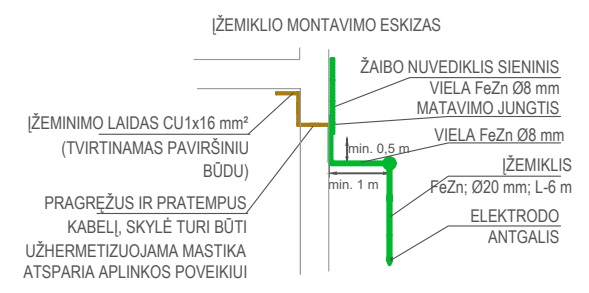 ĮŽEMIKLIO MONTAVIMO ESKIZAS
ŽAIBO NUVEDIKLIS SIENINIS
VIELA FeZn Ø8 mm
MATAVIMO JUNGTIS
VIELA FeZn Ø8 mm
min. 0,5 m
min. 1 m
ĮŽEMIKLIS
FeZn; Ø20 mm; L-6 m
ELEKTRODO
ANTGALIS
ĮŽEMINIMO LAIDAS CU1x16 mm²
(TVIRTINAMAS PAVIRŠINIU
BŪDU)
PRAGRĘŽUS IR PRATEMPUS
KABELĮ, SKYLĖ TURI BŪTI
UŽHERMETIZUOJAMA MASTIKA
ATSPARIA APLINKOS POVEIKIUI